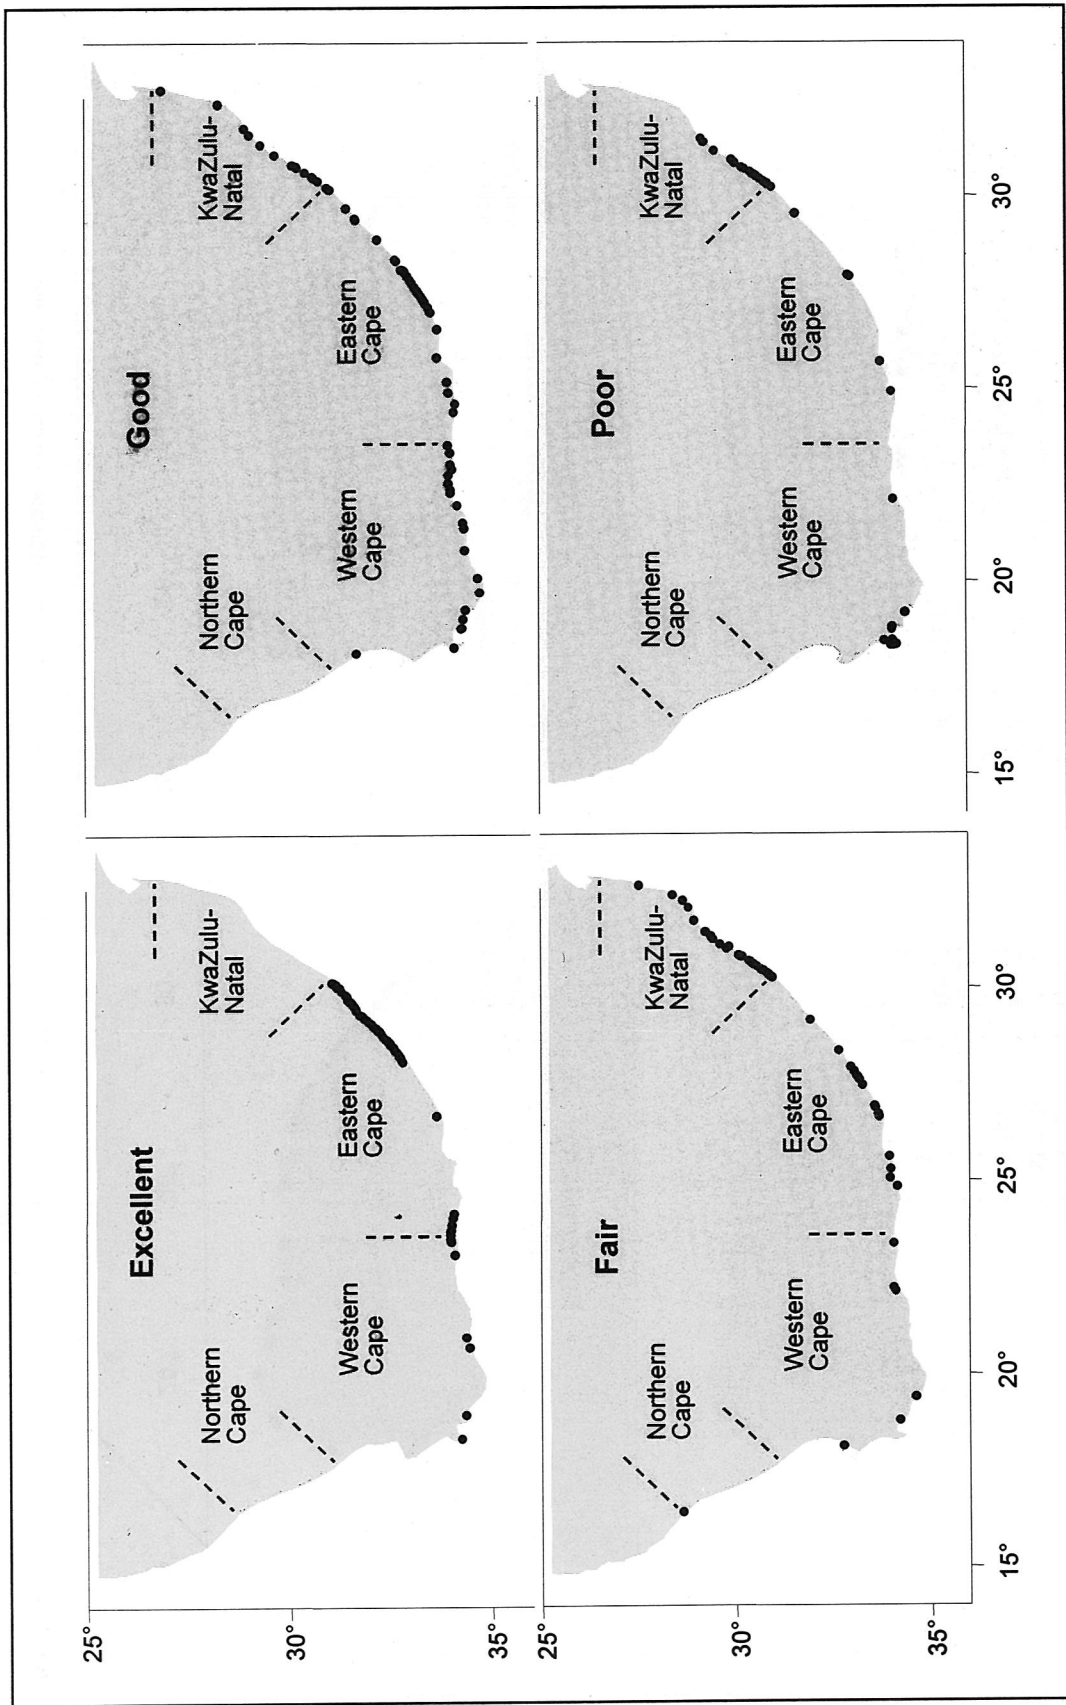 Excellent
Northern
Cape
Western
Cape
Eastern
Cape
KwaZulu-
Natal
25°
30°
35°
Good
Northern
Cape
Western
Cape
Eastern
Cape
KwaZulu-
Natal
Fair
Northern
Cape
Western
Cape
Eastern
Cape
KwaZulu-
Natal
25°
30°
35°
15°
20°
25°
30°
Poor
Northern
Cape
Western
Cape
Eastern
Cape
KwaZulu-
Natal
15°
20°
25°
30°